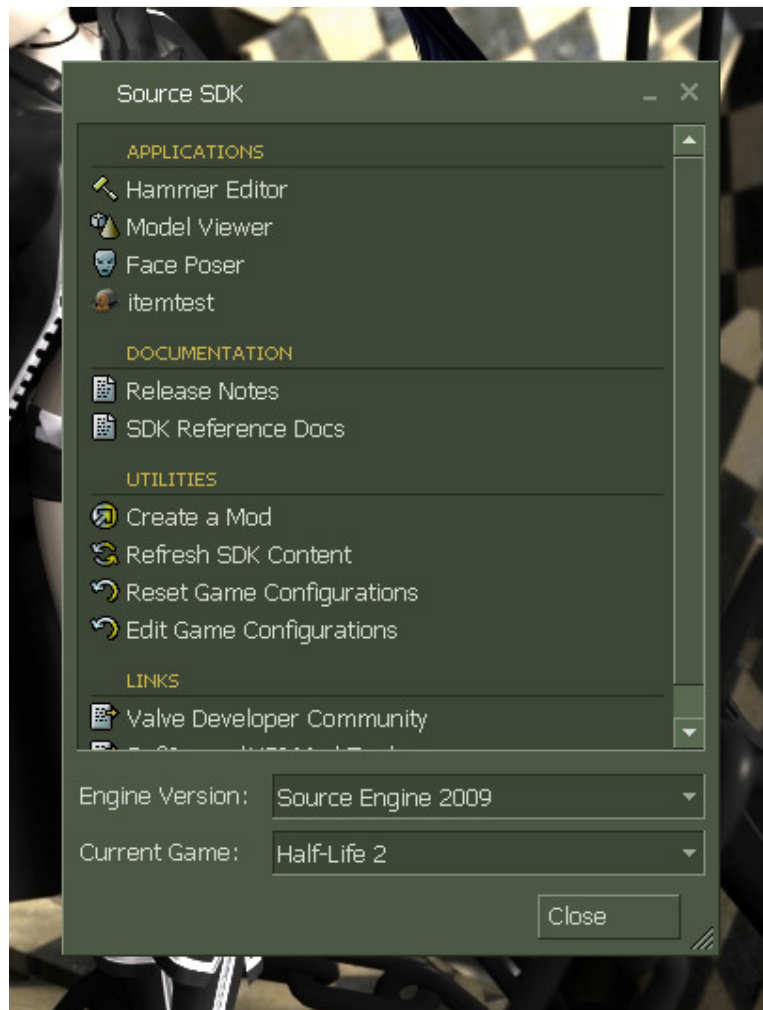 Source SDK
APPLICATIONS
Hammer Editor
Model Viewer
Face Poser
itemtest
DOCUMENTATION
Release Notes
SDK Reference Docs
UTILITIES
Create a Mod
Refresh SDK Content
Reset Game Configurations
Edit Game Configurations
LINKS
Valve Developer Community
Engine Version: Source Engine 2009
Current Game: Half-Life 2
Close